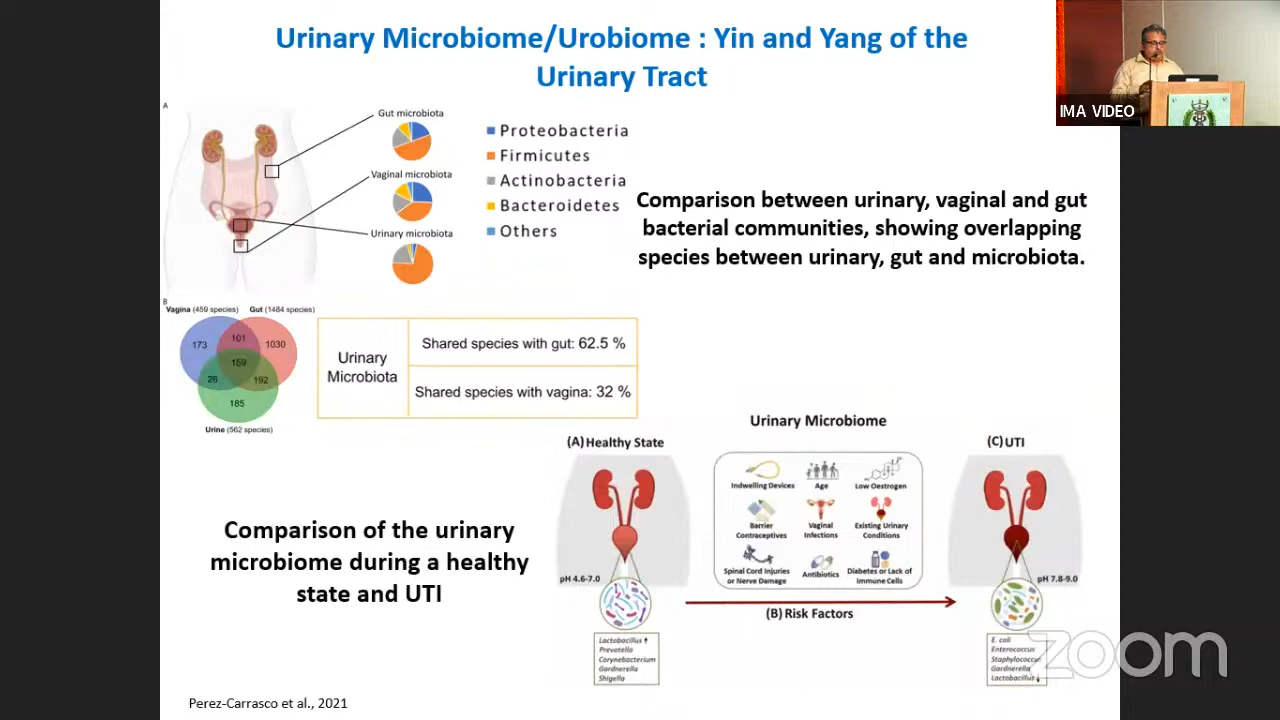 Urinary Microbiome/Urobiome : Yin and Yang of the
Urinary Tract
IMA VIDEO
A
Gut microbiota
Vaginal microbiota
Urinary microbiota
Proteobacteria
Firmicutes
Actinobacteria
Bacteroidetes
Others
Comparison between urinary, vaginal and gut
bacterial communities, showing overlapping
species between urinary, gut and microbiota.
B
Vagina (459 species)
Gut (1484 species)
173
101
1030
159
26
192
185
Urine (562 species)
Urinary
Microbiota
Shared species with gut: 62.5 %
Shared species with vagina: 32 %
Urinary Microbiome
(A) Healthy State
(C) UTI
Indwelling Devices
Age
Low Oestrogen
Barrier
Contraceptives
Vaginal
Infections
Existing Urinary
Conditions
Spinal Cord Injuries
or Nerve Damage
Antibiotics
Diabetes or Lack of
Immune Cells
pH 4.6-7.0
pH 7.8-9.0
(B) Risk Factors
Lactobacillus ↑
Prevotella
Corynebacterium
Gardnerella
Shigella
E. coli
Enterococcus
Staphylococcus
Gardnerella
Lactobacillus ↓
Comparison of the urinary
microbiome during a healthy
state and UTI
Perez-Carrasco et al., 2021
zoom